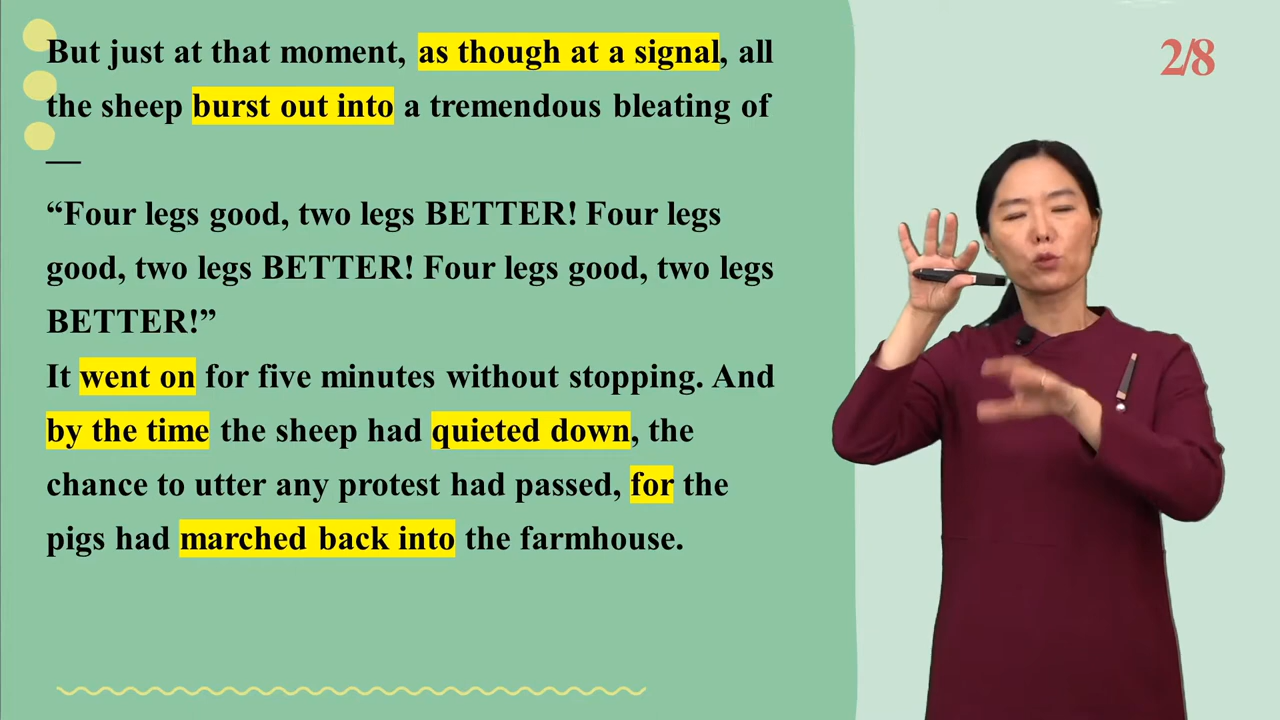 But just at that moment, as though at a signal, all
2/8
the sheep burst out into a tremendous bleating of
—
“Four legs good, two legs BETTER! Four legs
good, two legs BETTER! Four legs good, two legs
BETTER!”
It went on for five minutes without stopping. And
by the time the sheep had quieted down, the
chance to utter any protest had passed, for the
pigs had marched back into the farmhouse.